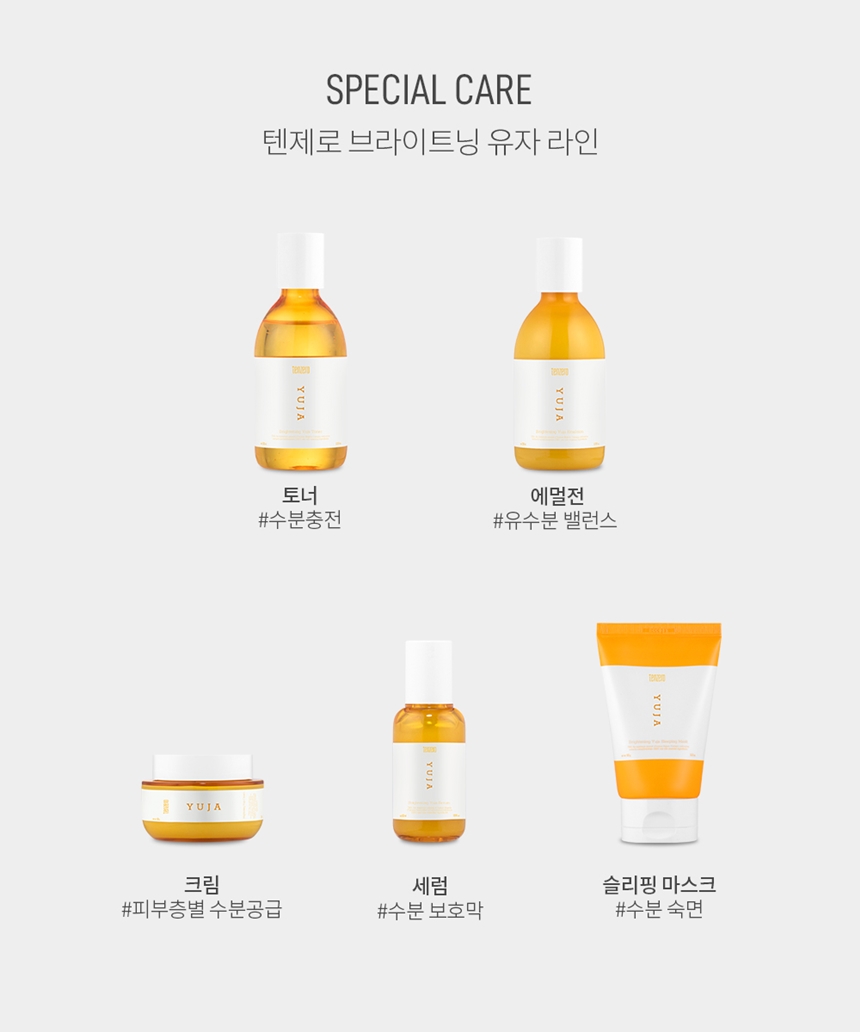 SPECIAL CARE
텐제로 브라이트닝 유자 라인
YUJA
YUJA
토너
#수분충전
에멀전
#유수분 밸런스
YUJA
YUJA
YUJA
크림
#피부층별 수분공급
세럼
#수분 보호막
슬리핑 마스크
#수분 숙면